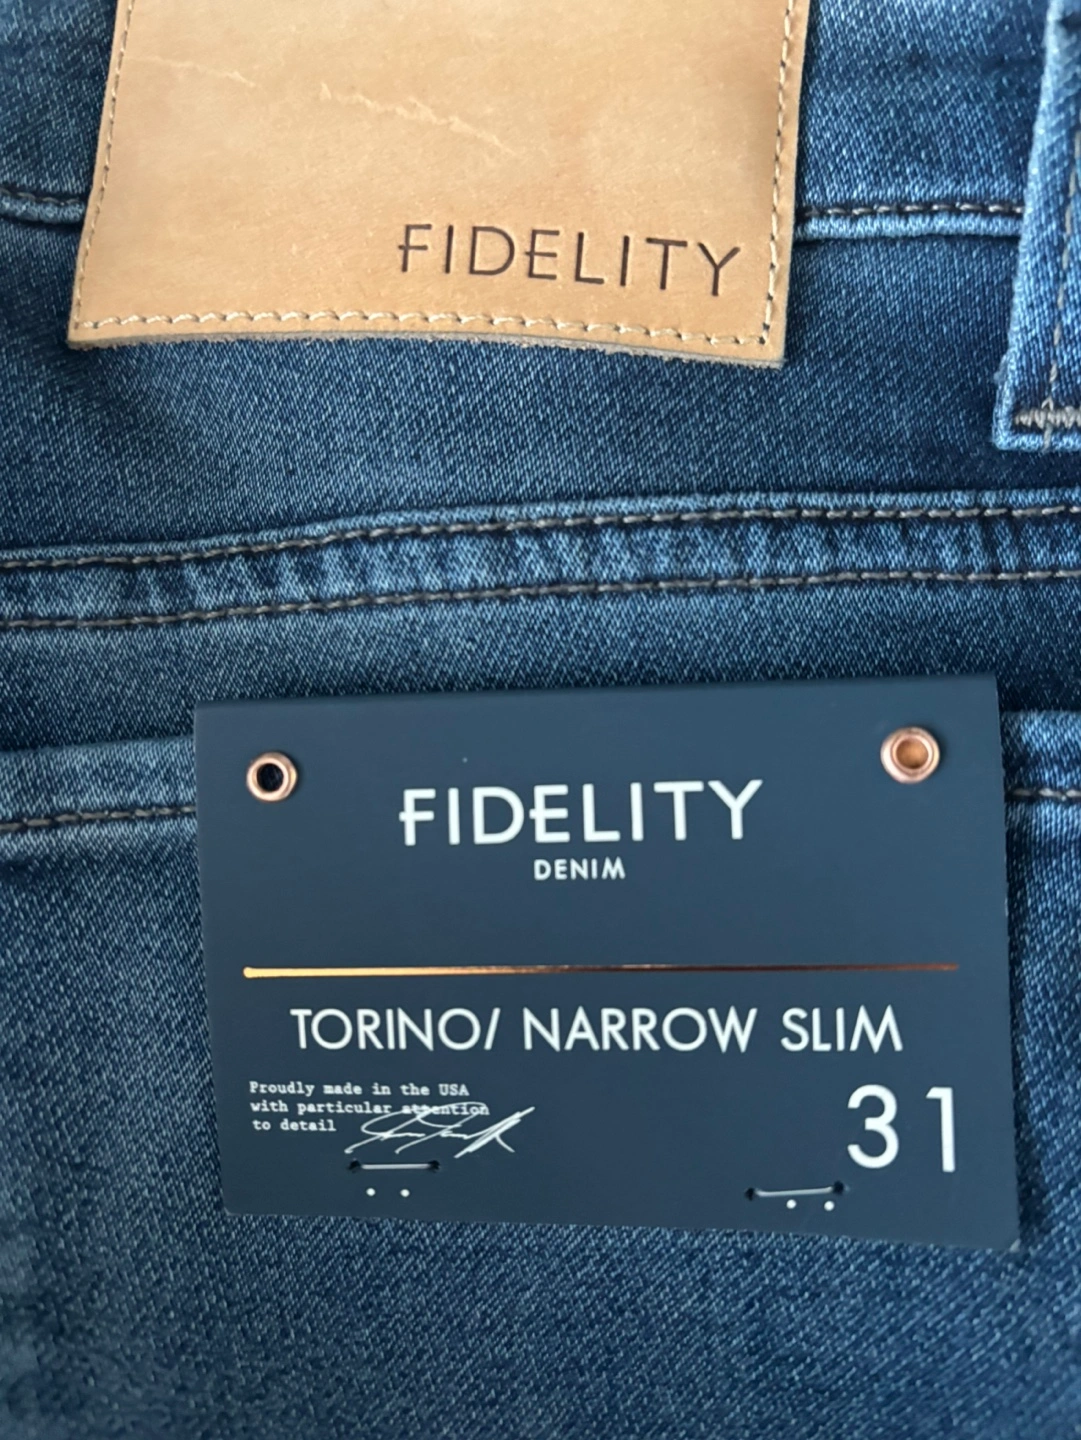 FIDELITY
FIDELITY
DENIM
TORINO/ NARROW SLIM
Proudly made in the USA
with particular attention
to detail
31